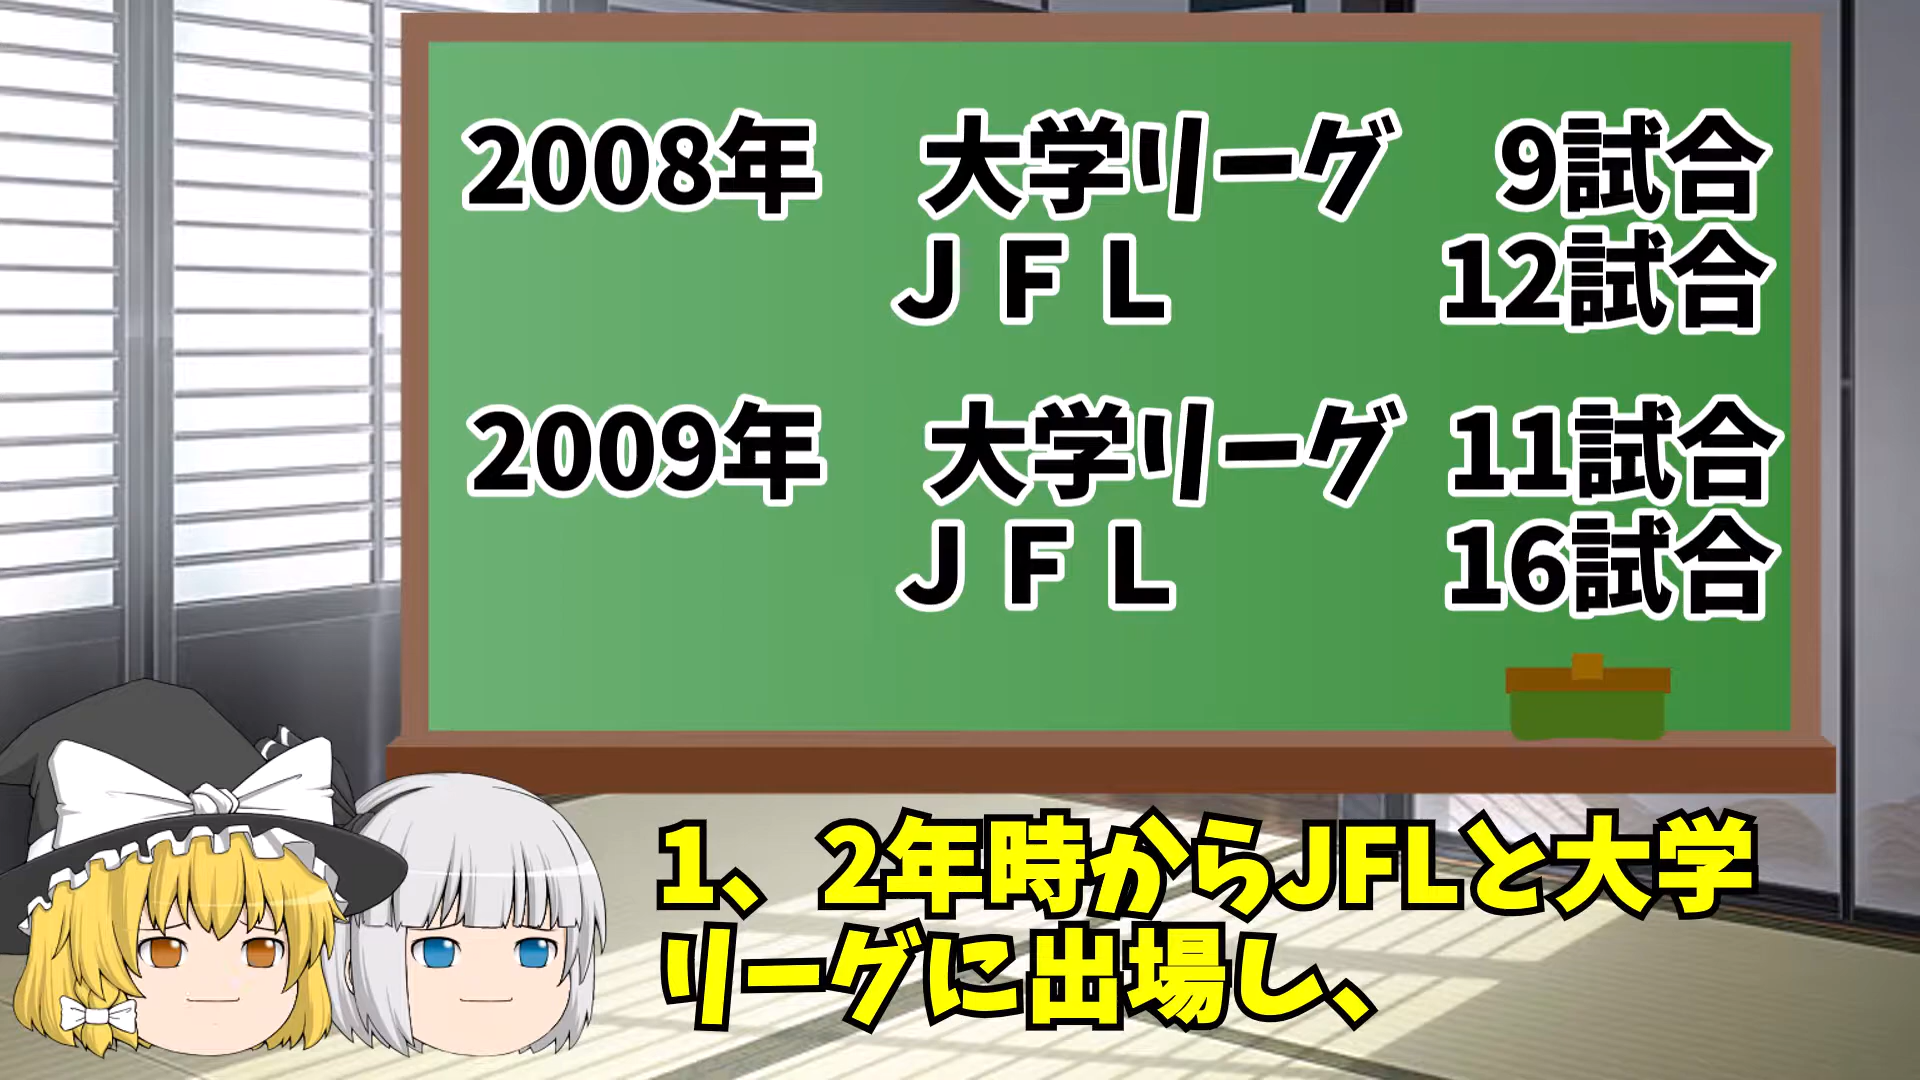 2008年　大学リーグ　9試合
ＪＦＬ　12試合
2009年　大学リーグ　11試合
ＪＦＬ　16試合
1、2年時からJFLと大学
リーグに出場し、